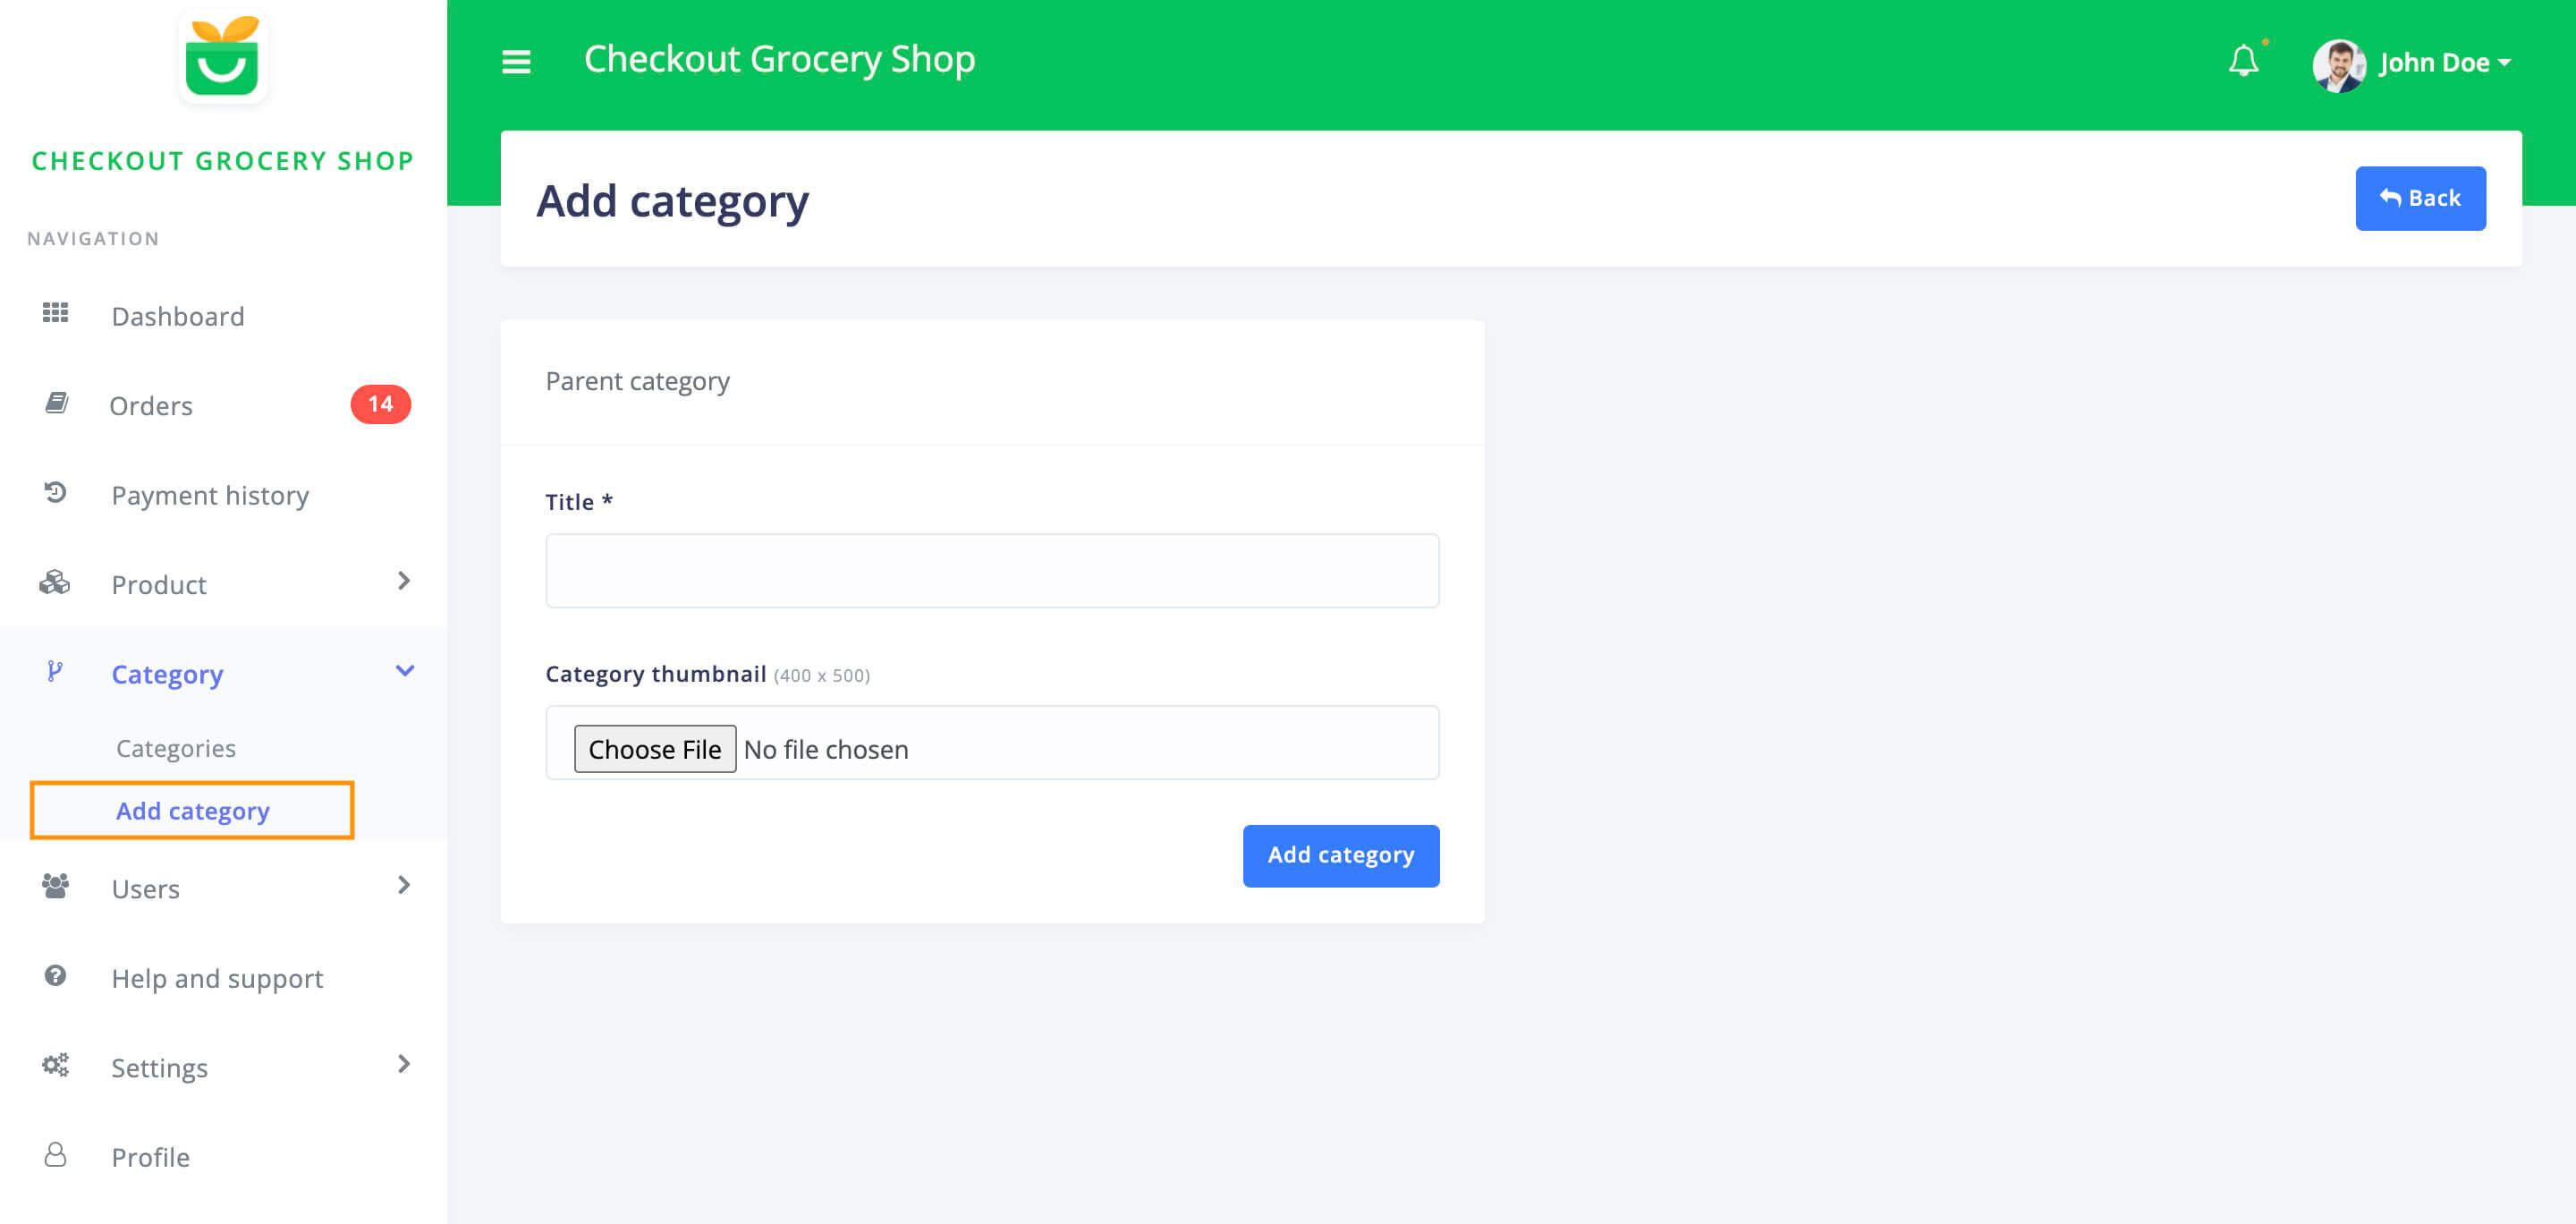 CHECKOUT GROCERY SHOP
NAVIGATION
Dashboard
Orders 14
Payment history
Product
Category
Categories
Add category
Users
Help and support
Settings
Profile
Checkout Grocery Shop
John Doe
Add category
Back
Parent category
Title *
Category thumbnail (400 x 500)
Choose File No file chosen
Add category